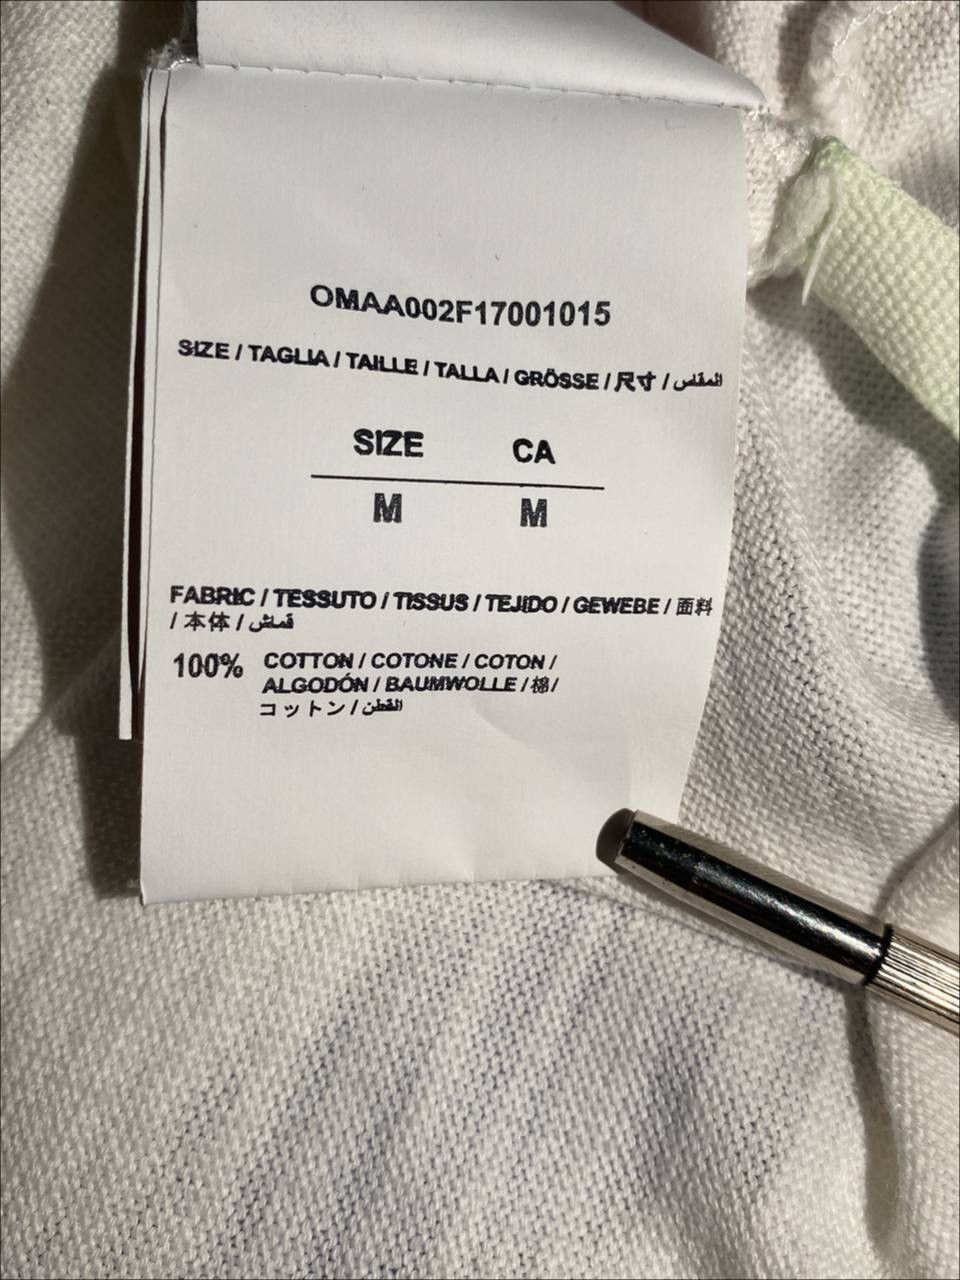 OMAA002F17001015
SIZE / TAGLIA / TAILLE / TALLA / GRÖSSE / 尺寸 / المقاس
SIZE CA
M M
FABRIC / TESSUTO / TISSUS / TEJIDO / GEWEBE / 面料
/ 本体 / قماش
100% COTTON / COTONE / COTON /
ALGODÓN / BAUMWOLLE / 棉/
コットン / القطن